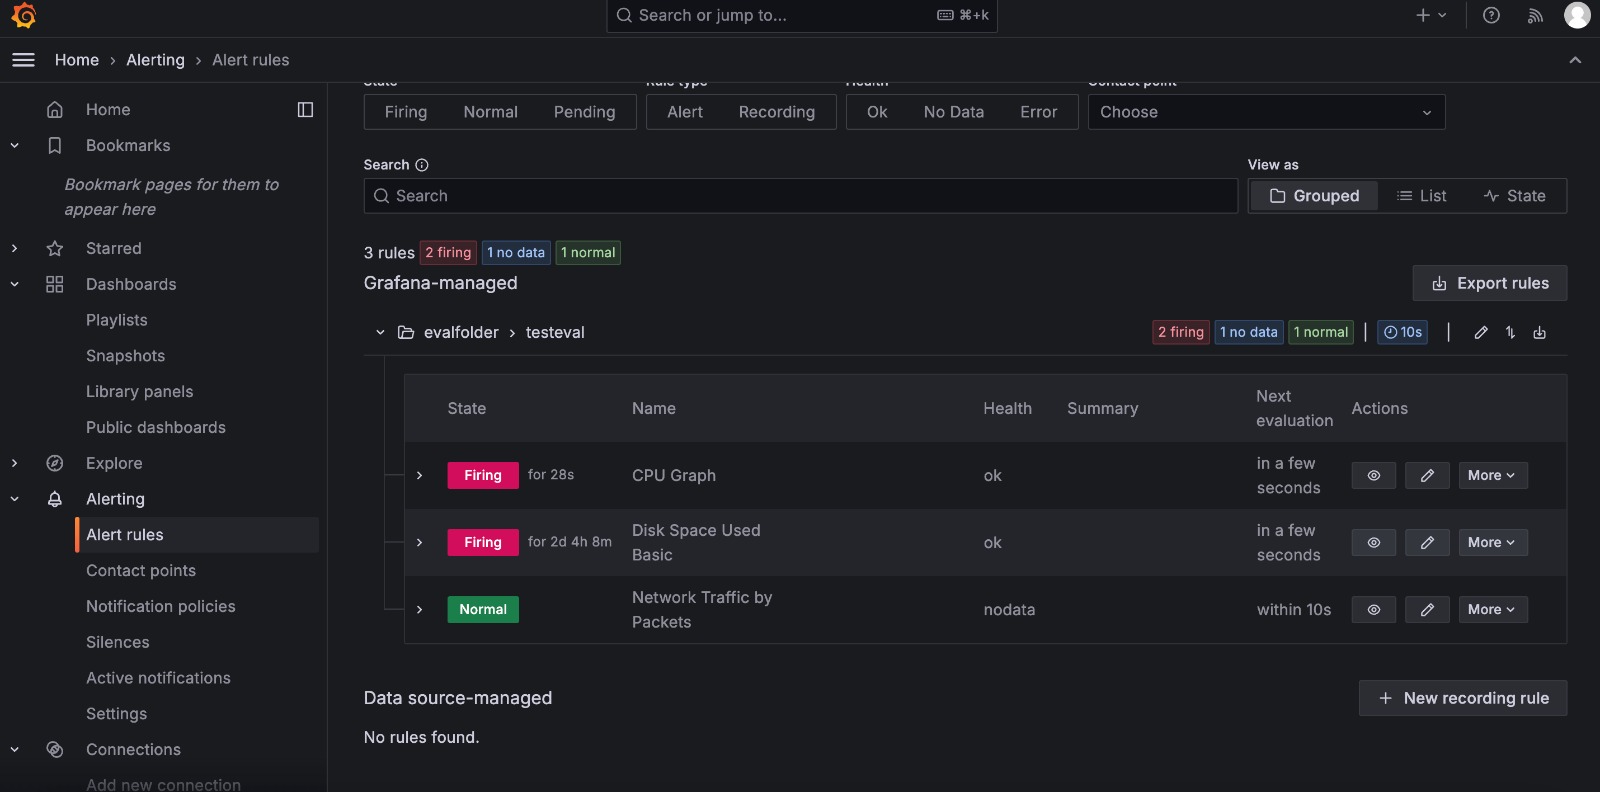 Search or jump to...
⌘+k
Home › Alerting › Alert rules
Home
Bookmarks
Bookmark pages for them to
appear here
Starred
Dashboards
Playlists
Snapshots
Library panels
Public dashboards
Explore
Alerting
Alert rules
Contact points
Notification policies
Silences
Active notifications
Settings
Connections
Add new connection
State Rule type Health Contact point
Firing Normal Pending Alert Recording Ok No Data Error Choose
Search View as
Search Grouped List State
3 rules 2 firing 1 no data 1 normal
Grafana-managed Export rules
evalfolder › testeval 2 firing 1 no data 1 normal | 10s |
State Name Health Summary Next
evaluation Actions
Firing for 28s CPU Graph ok in a few
seconds More
Firing for 2d 4h 8m Disk Space Used
Basic ok in a few
seconds More
Normal Network Traffic by
Packets nodata within 10s More
Data source-managed + New recording rule
No rules found.